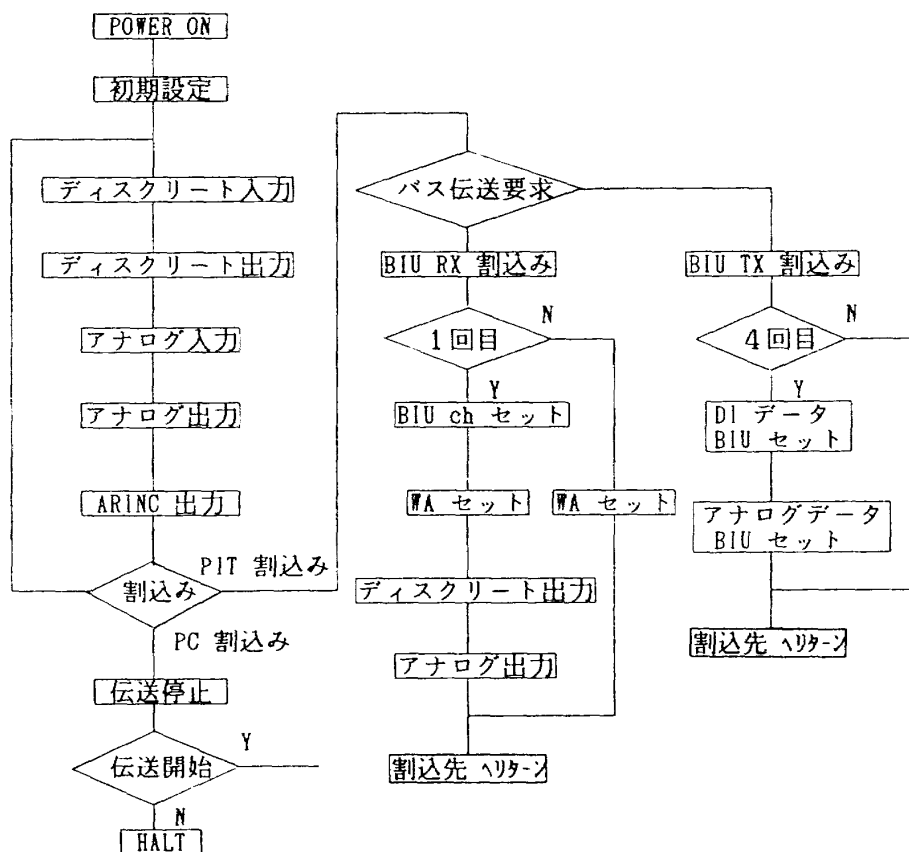 POWER ON
初期設定
ディスクリート入力
ディスクリート出力
アナログ入力
アナログ出力
ARINC 出力
割込み
PIT 割込み
PC 割込み
伝送停止
伝送開始
Y
N
HALT
バス伝送要求
BIU RX 割込み
1回目
N
Y
BIU ch セット
WA セット
WA セット
ディスクリート出力
アナログ出力
割込先 へリターン
BIU TX 割込み
4回目
N
Y
DI データ
BIU セット
アナログデータ
BIU セット
割込先 へリターン